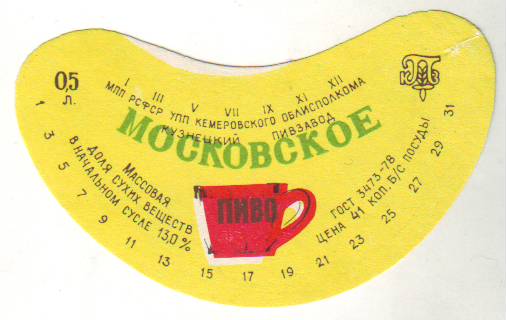 0,5
Л.
I III V VII IX XI XII
МПП РСФСР УПП КЕМЕРОВСКОГО ОБЛИСПОЛКОМА
КУЗНЕЦКИЙ ПИВЗАВОД
МОСКОВСКОЕ
МАССОВАЯ
ДОЛЯ СУХИХ ВЕЩЕСТВ
В НАЧАЛЬНОМ СУСЛЕ 13,0%
ПИВО
ГОСТ 3473-78
ЦЕНА 41 КОП. Б/С ПОСУДЫ
1 3 5 7 9 11 13 15 17 19 21 23 25 27 29 31